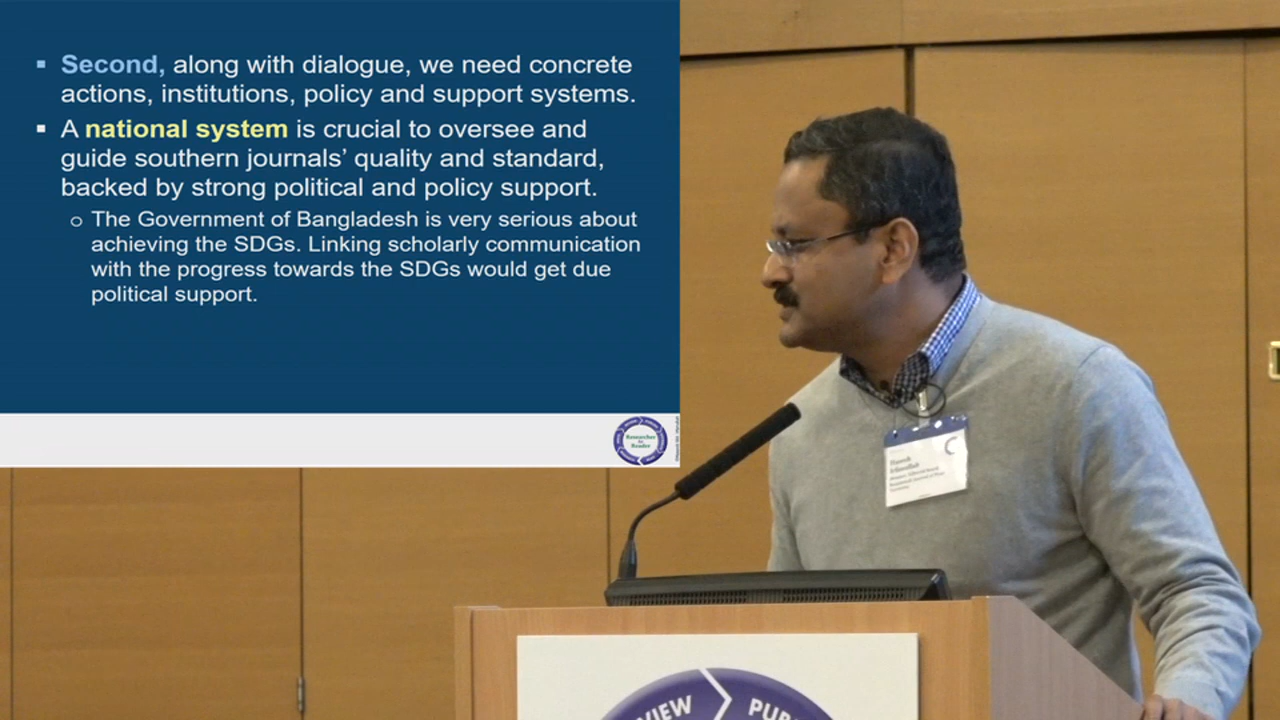 Second, along with dialogue, we need concrete
actions, institutions, policy and support systems.
A national system is crucial to oversee and
guide southern journals’ quality and standard,
backed by strong political and policy support.
The Government of Bangladesh is very serious about
achieving the SDGs. Linking scholarly communication
with the progress towards the SDGs would get due
political support.
Researcher
to
Reader
VIEW